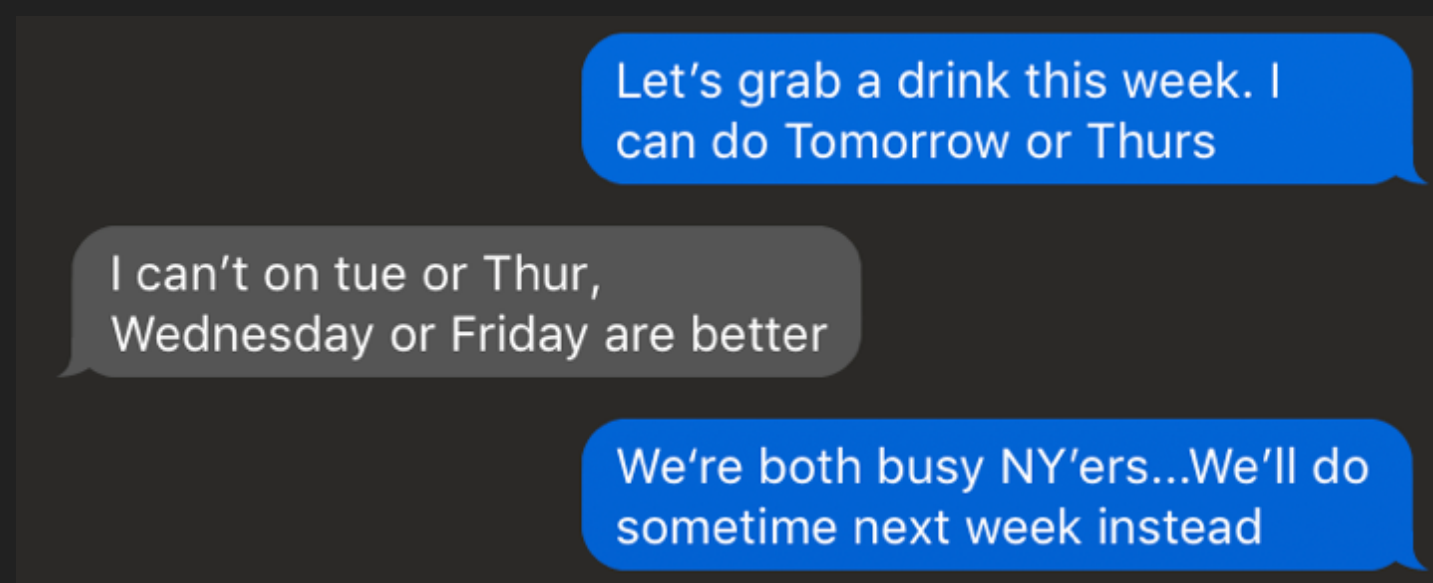 Let’s grab a drink this week. I
can do Tomorrow or Thurs
I can’t on tue or Thur,
Wednesday or Friday are better
We‘re both busy NY’ers...We’ll do
sometime next week instead